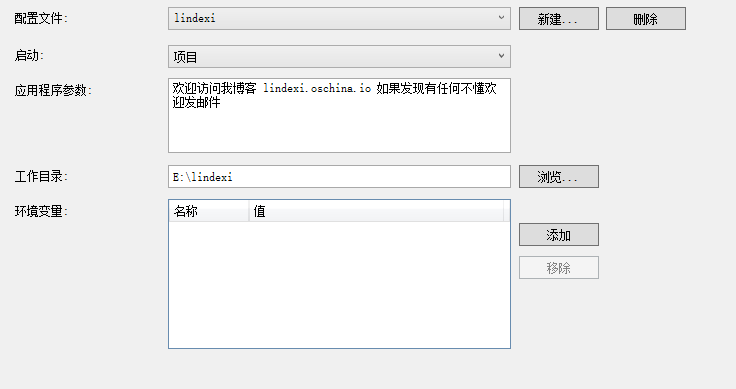 配置文件: lindexi 新建... 删除
启动: 项目
应用程序参数: 欢迎访问我博客 lindexi.oschina.io 如果发现有任何不懂欢
迎发邮件
工作目录: E:\lindexi 浏览...
环境变量: 名称 值
添加
移除